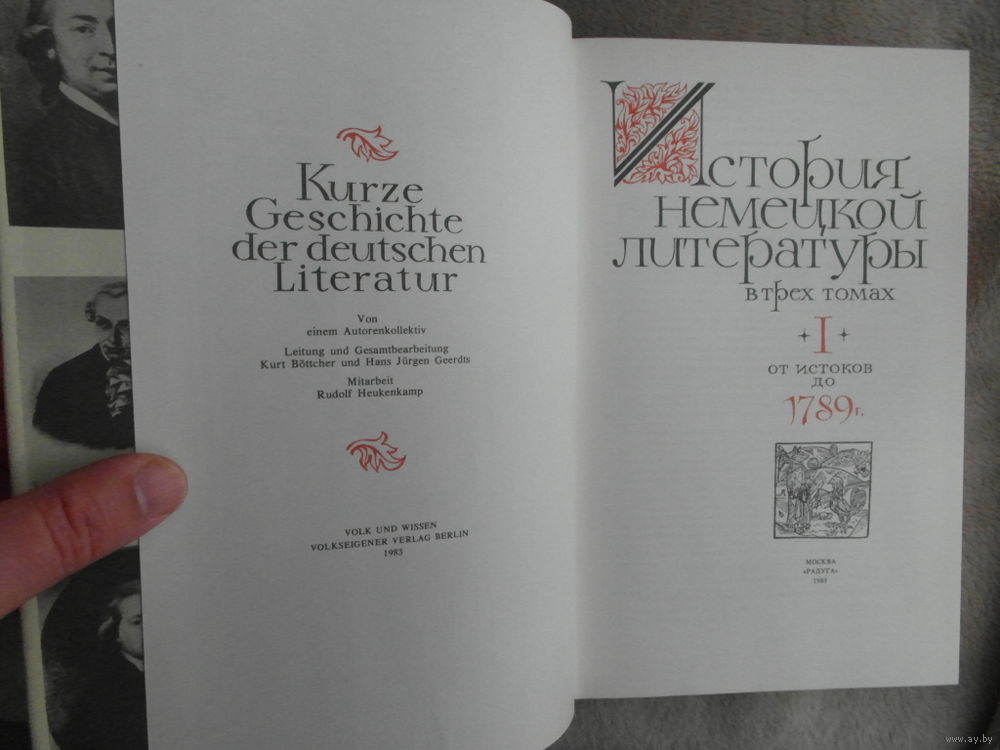 Kurze
Geschichte
der deutschen
Literatur
Von
einem Autorenkollektiv
Leitung und Gesamtbearbeitung
Kurt Böttcher und Hans Jürgen Geerdts
Mitarbeit
Rudolf Heukenkamp
VOLK UND WISSEN
VOLKSEIGENER VERLAG BERLIN
1983
История
немецкой
литературы
в трех томах
I
от истоков
до
1789 г.
МОСКВА
«РАДУГА»
www.ay.by